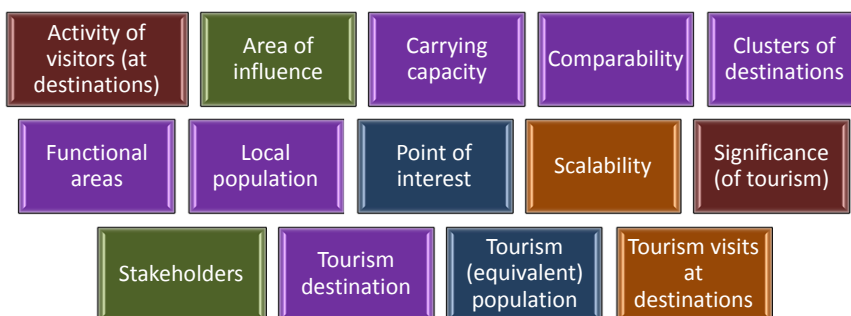 Activity of
visitors (at
destinations)
Area of
influence
Carrying
capacity
Comparability
Clusters of
destinations
Functional
areas
Local
population
Point of
interest
Scalability
Significance
(of tourism)
Stakeholders
Tourism
destination
Tourism
(equivalent)
population
Tourism visits
at
destinations